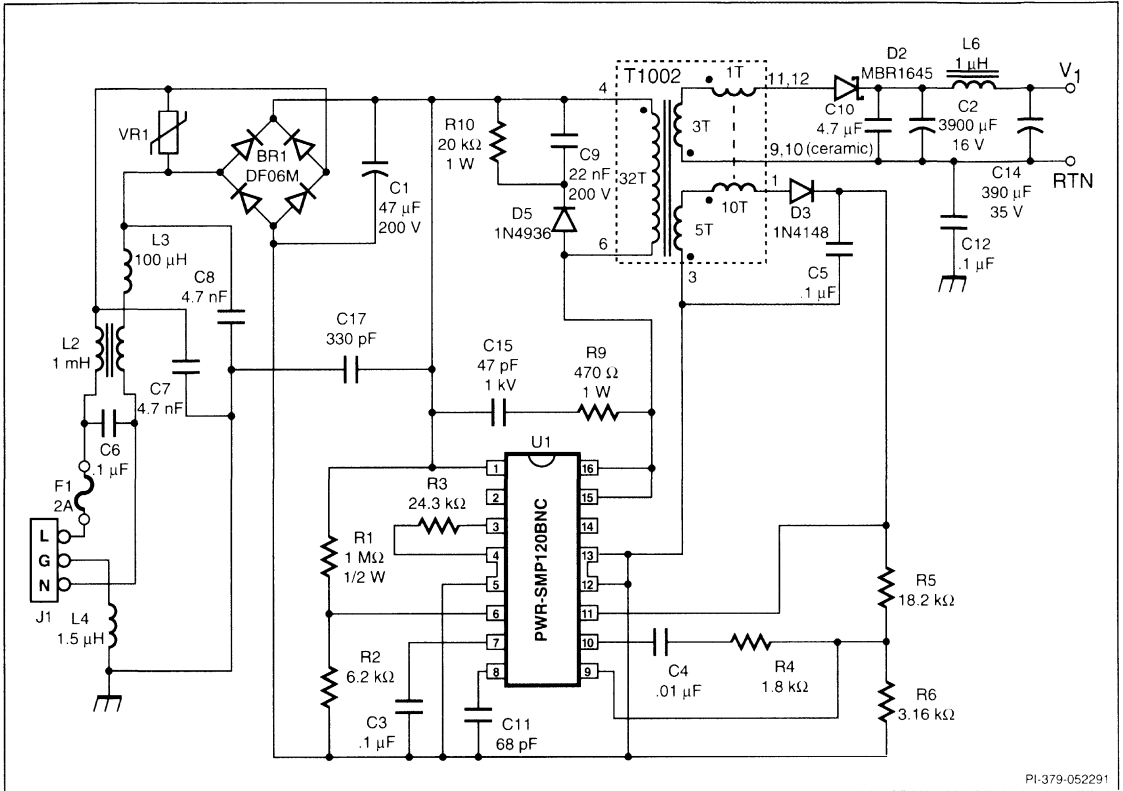 T1002
1T
11,12
D2
MBR1645
L6
1 µH
V1
4
3T
C10
4.7 µF
9,10 (ceramic)
C2
3900 µF
16 V
RTN
C14
390 µF
35 V
C12
.1 µF
VR1
BR1
DF06M
C1
47 µF
200 V
R10
20 kΩ
1 W
C9
22 nF
200 V
D5
1N4936
32T
6
5T
10T
1
3
D3
1N4148
C5
.1 µF
L3
100 µH
C8
4.7 nF
L2
1 mH
C7
4.7 nF
C6
.1 µF
F1
2A
L
G
N
J1
L4
1.5 µH
C17
330 pF
C15
47 pF
1 kV
R9
470 Ω
1 W
U1
PWR-SMP120BNC
1
2
3
4
5
6
7
8
16
15
14
13
12
11
10
9
R3
24.3 kΩ
R1
1 MΩ
1/2 W
R2
6.2 kΩ
C3
.1 µF
C11
68 pF
C4
.01 µF
R4
1.8 kΩ
R5
18.2 kΩ
R6
3.16 kΩ
PI-379-052291